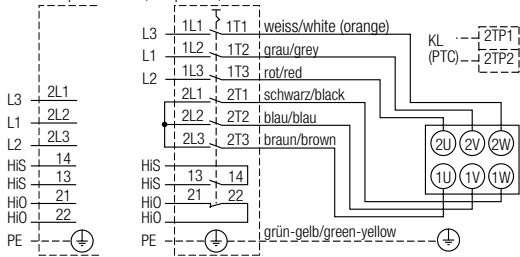 1L1 1T1 weiss/white (orange)
L3
1L2 1T2 grau/grey
L1
1L3 1T3 rot/red
L2
KL
(PTC)
2TP1
2TP2
L3 2L1
L1 2L2
L2 2L3
HiS 14
HiS 13
HiO 21
HiO 22
PE
2L1 2T1 schwarz/black
2L2 2T2 blau/blau
2L3 2T3 braun/brown
HiS
HiS 13 14
HiO 21 22
HiO
PE grün-gelb/green-yellow
2U 2V 2W
1U 1V 1W